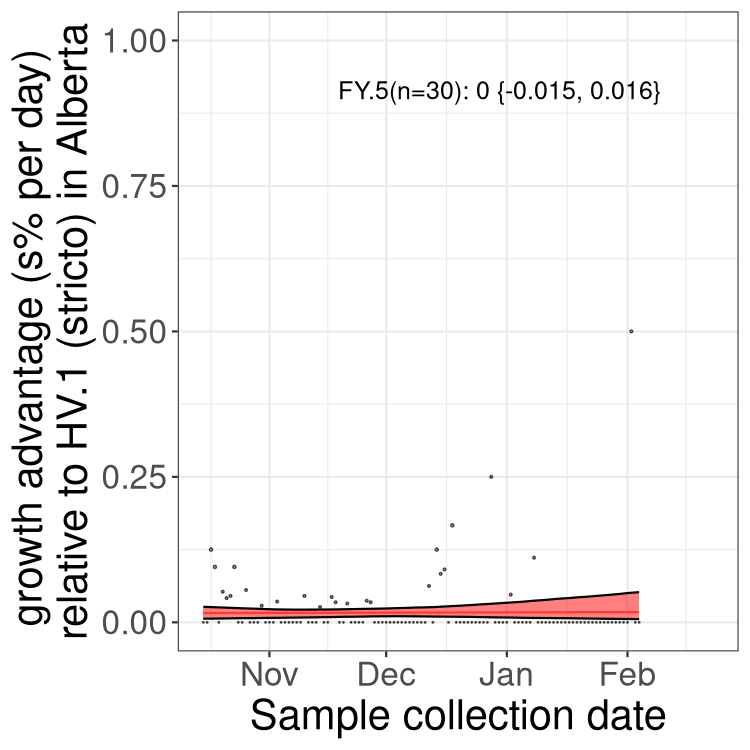 growth advantage (s% per day)
relative to HV.1 (stricto) in Alberta
1.00
0.75
0.50
0.25
0.00
FY.5(n=30): 0 {-0.015, 0.016}
Nov Dec Jan Feb
Sample collection date